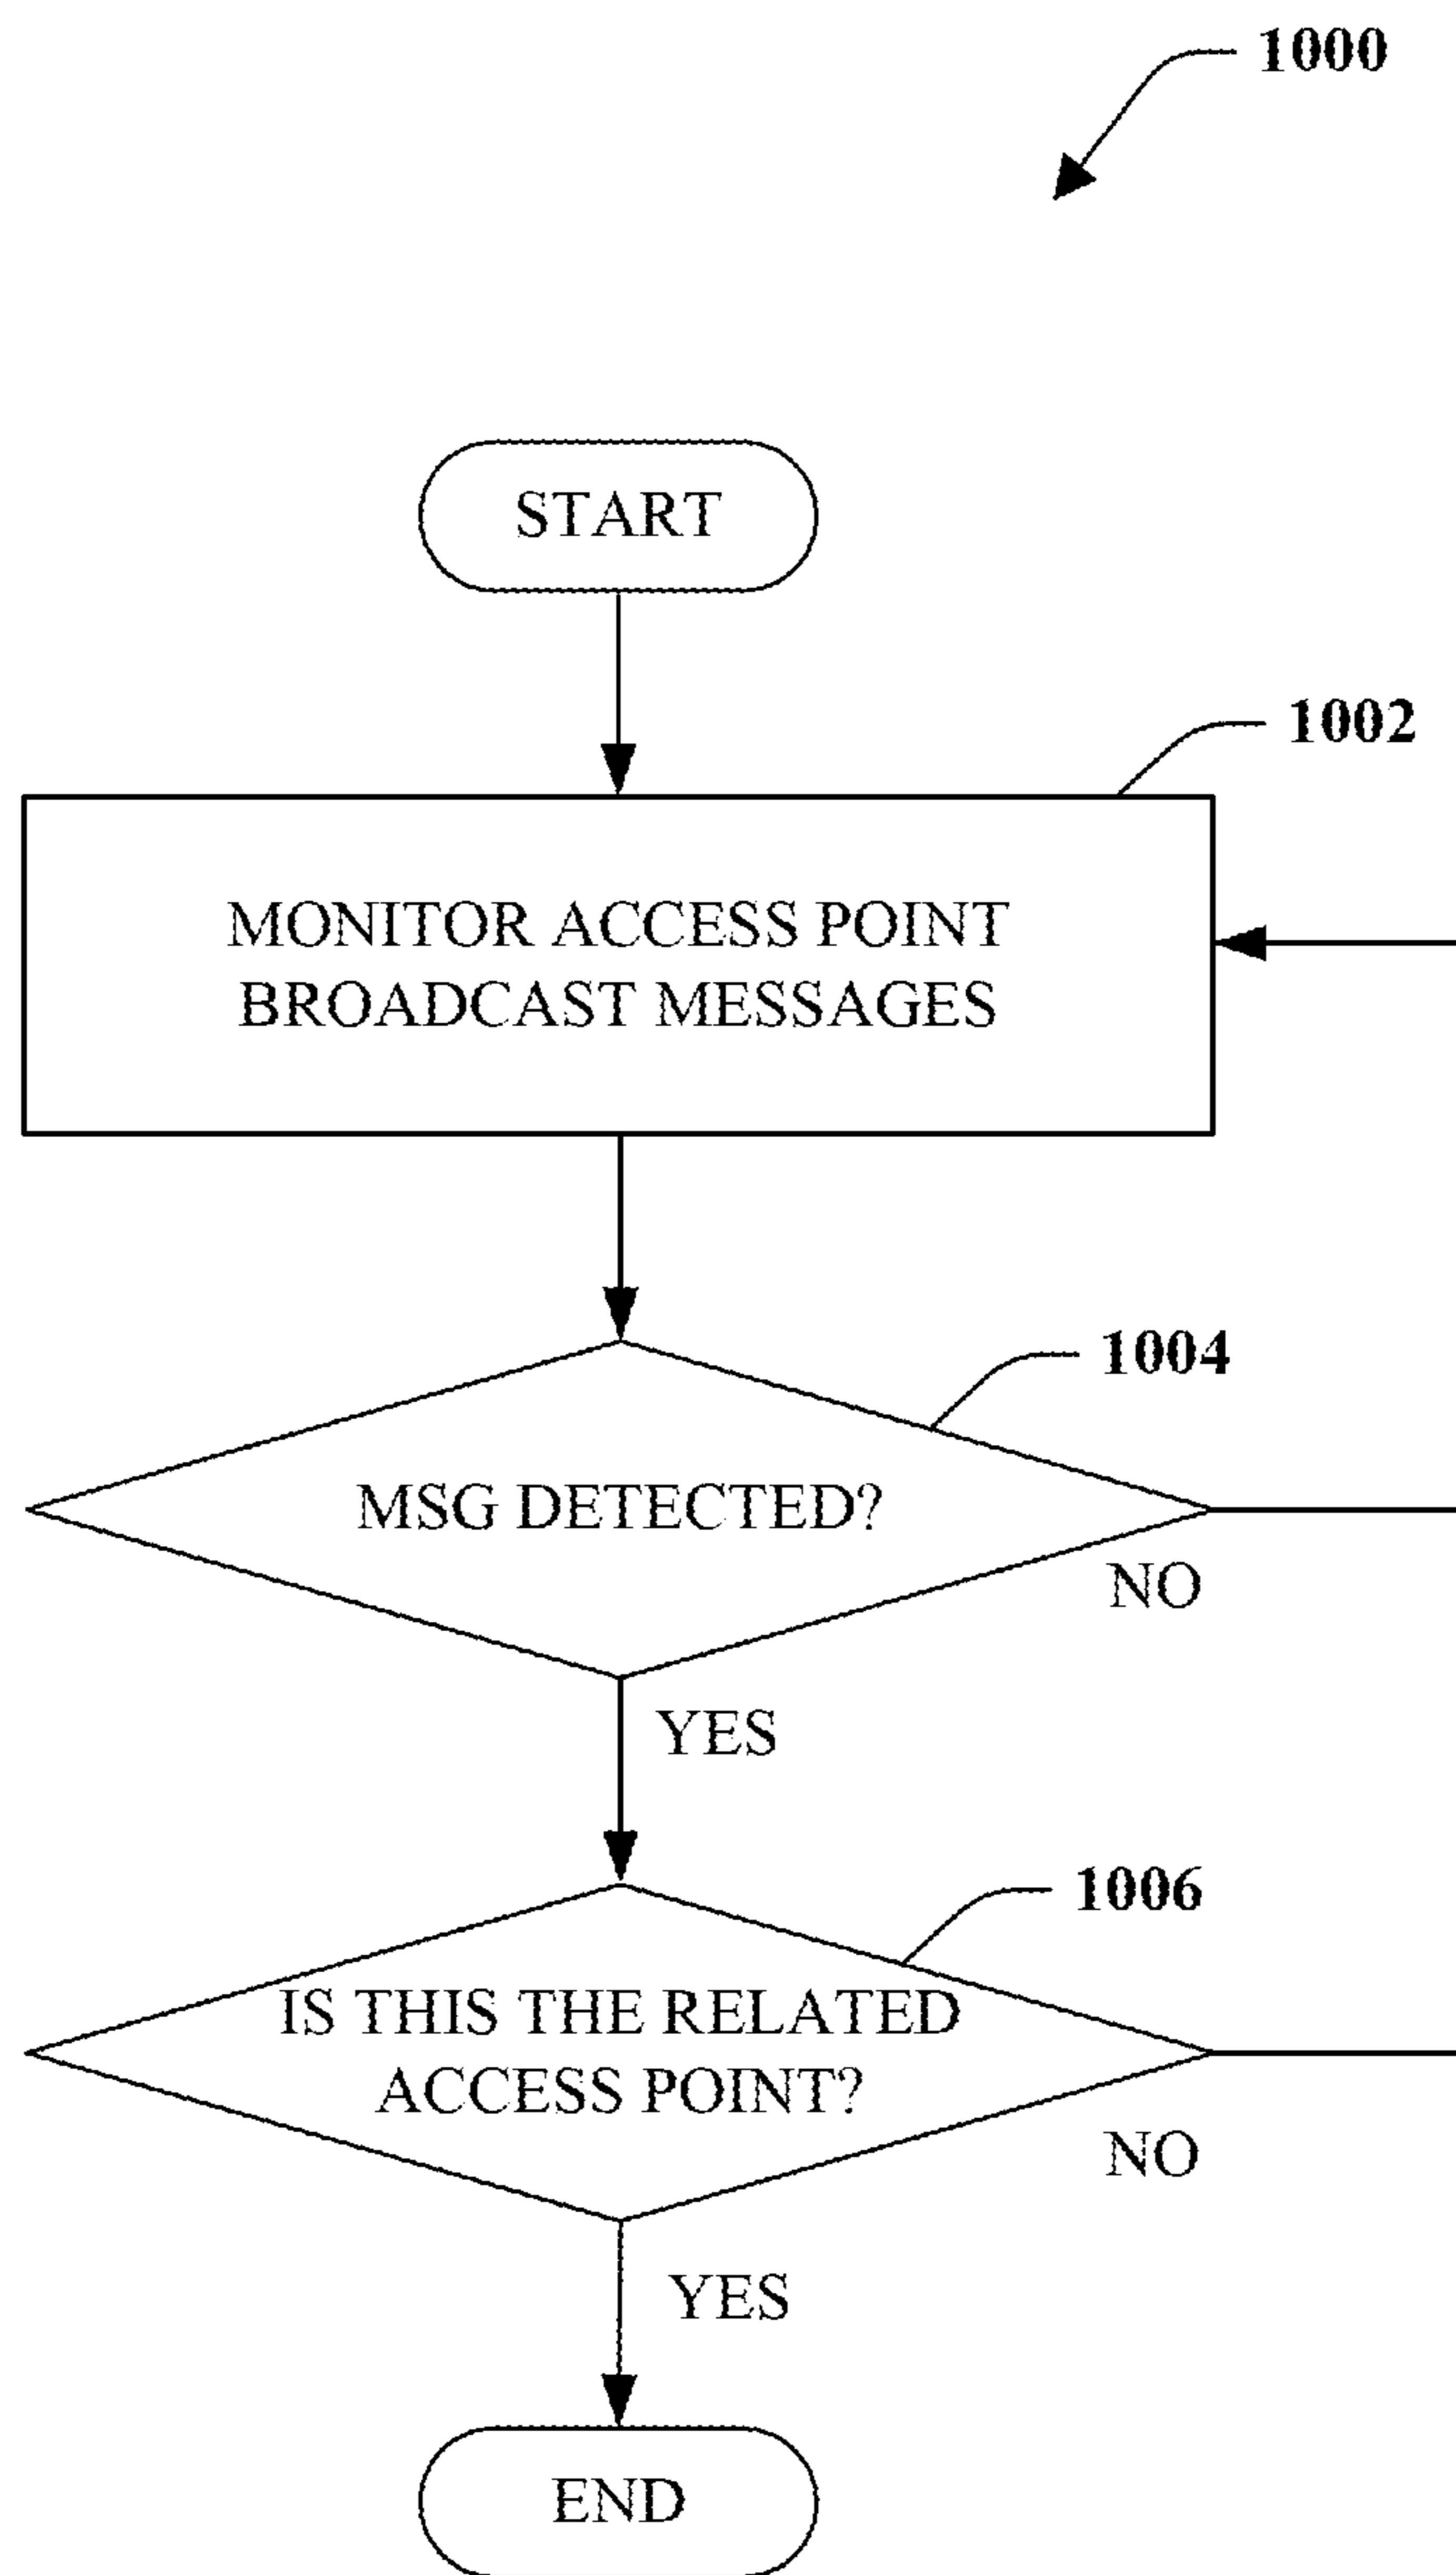 1000
START
1002
MONITOR ACCESS POINT
BROADCAST MESSAGES
1004
MSG DETECTED?
NO
YES
1006
IS THIS THE RELATED
ACCESS POINT?
NO
YES
END